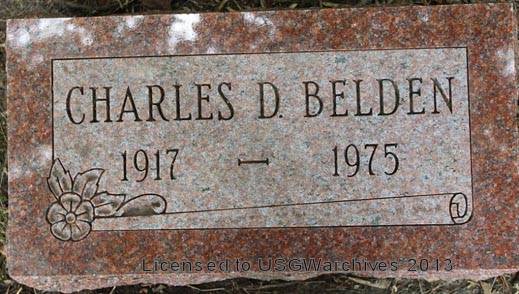 CHARLES D. BELDEN
1917 — 1975
Licensed to USGWarchives 2013